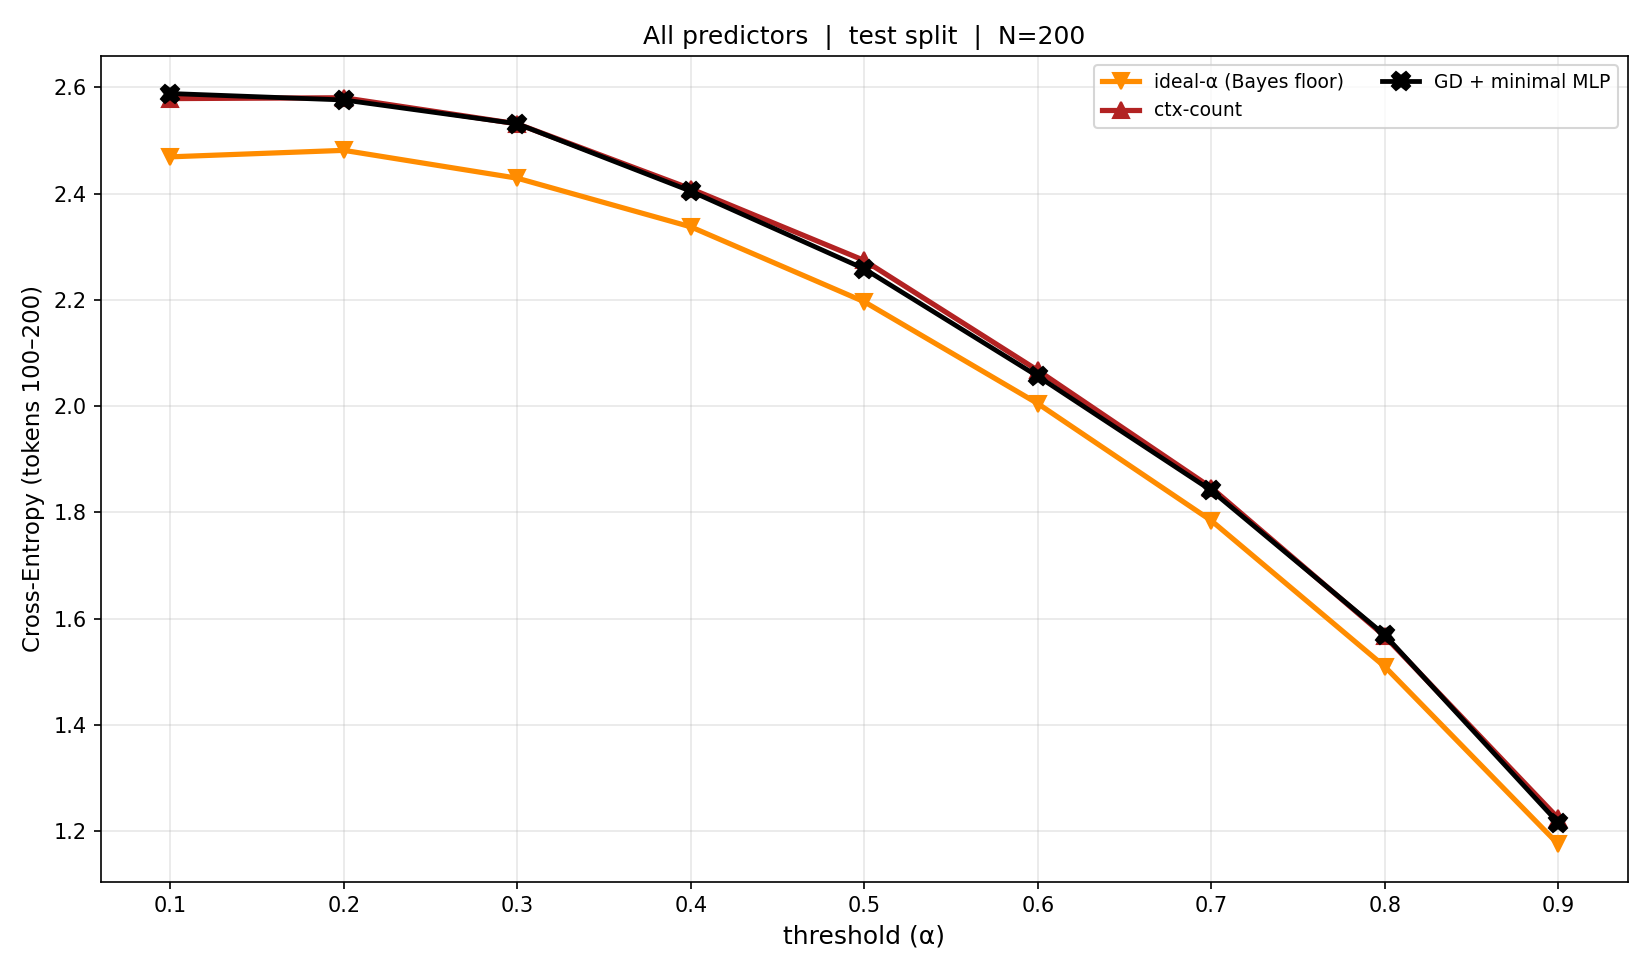 All predictors | test split | N=200
ideal-α (Bayes floor)
ctx-count
GD + minimal MLP
Cross-Entropy (tokens 100–200)
2.6
2.4
2.2
2.0
1.8
1.6
1.4
1.2
0.1 0.2 0.3 0.4 0.5 0.6 0.7 0.8 0.9
threshold (α)